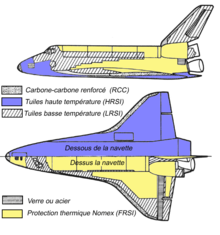 Carbone-carbone renforcé (RCC)
Tuiles haute température (HRSI)
Tuiles basse température (LRSI)
Dessous de la navette
Dessus la navette
Verre ou acier
Protection thermique Nomex (FRSI)